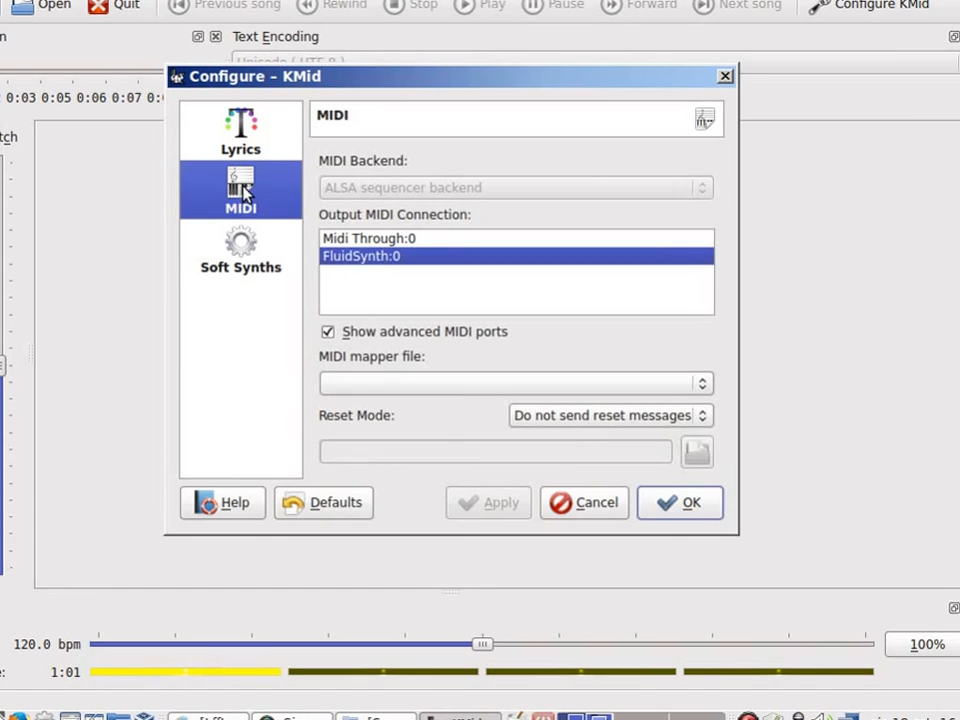 Open Quit Previous song Rewind Stop Play Pause Forward Next song Configure KMid
Text Encoding
Unicode ( UTF-8 )
0:03 0:05 0:06 0:07
Configure – KMid
Lyrics
MIDI
Soft Synths
MIDI
MIDI Backend:
ALSA sequencer backend
Output MIDI Connection:
Midi Through:0
FluidSynth:0
Show advanced MIDI ports
MIDI mapper file:
Reset Mode: Do not send reset messages
Help Defaults Apply Cancel OK
120.0 bpm 100%
1:01